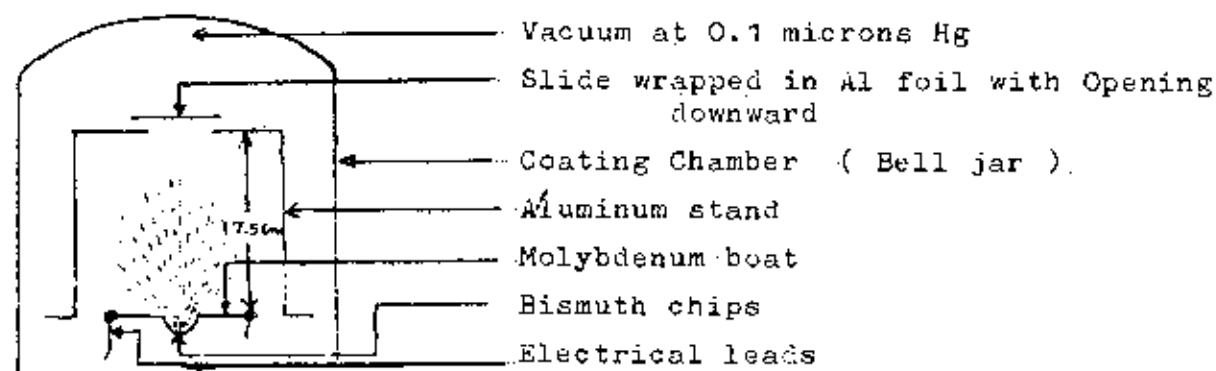 Vacuum at 0.1 microns Hg
Slide wrapped in Al foil with Opening
downward
Coating Chamber ( Bell jar )
Aluminum stand
17.5cm
Molybdenum boat
Bismuth chips
Electrical leads